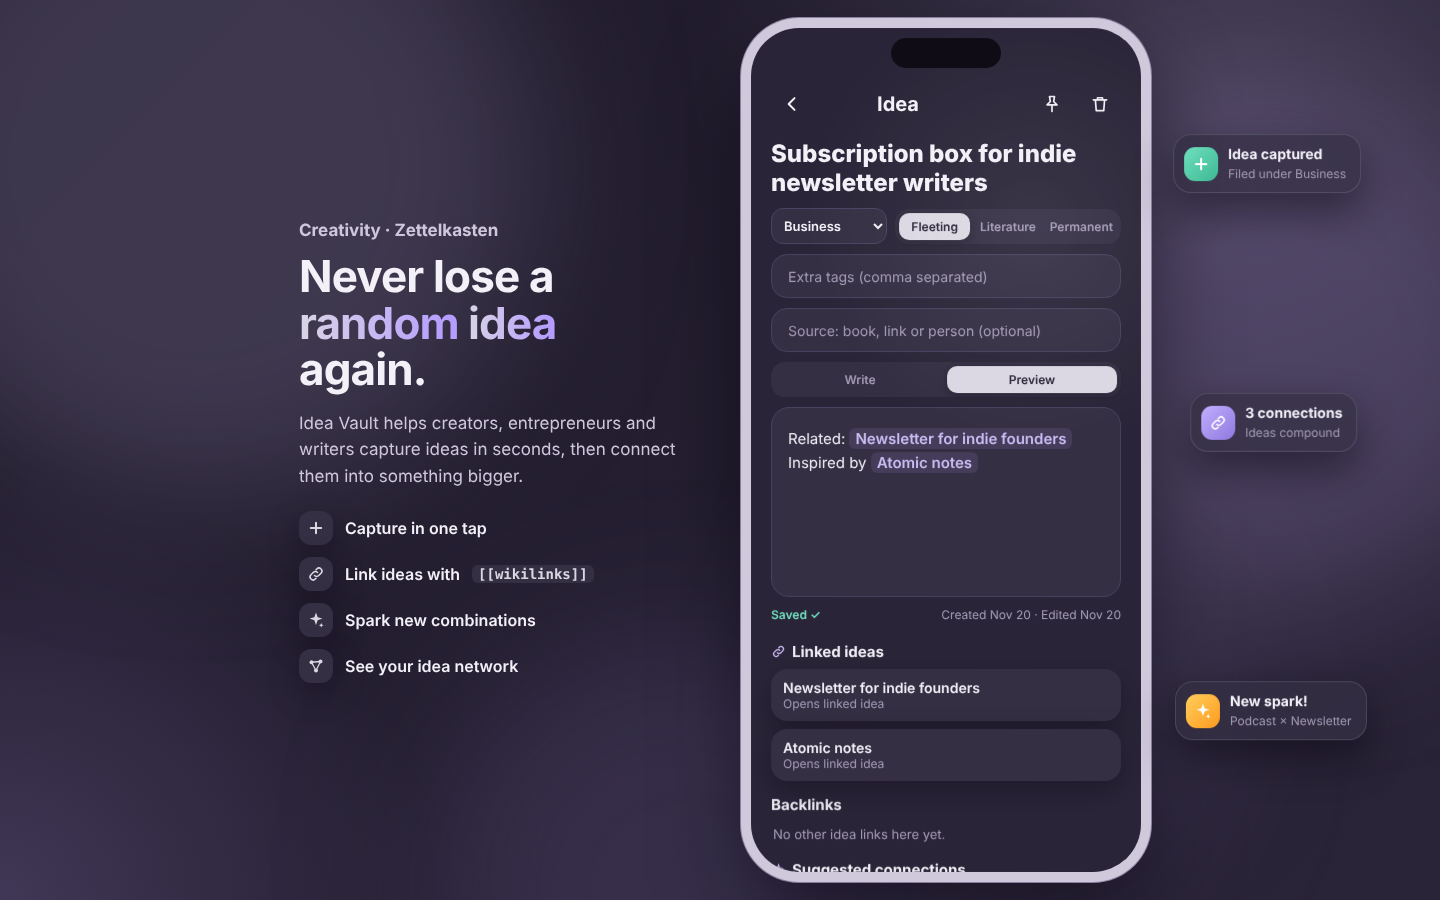 Creativity · Zettelkasten
Never lose a
random idea
again.
Idea Vault helps creators, entrepreneurs and
writers capture ideas in seconds, then connect
them into something bigger.
Capture in one tap
Link ideas with [[wikilinks]]
Spark new combinations
See your idea network
Idea
Subscription box for indie
newsletter writers
Business
Fleeting Literature Permanent
Extra tags (comma separated)
Source: book, link or person (optional)
Write Preview
Related: Newsletter for indie founders
Inspired by Atomic notes
Saved ✓ Created Nov 20 · Edited Nov 20
Linked ideas
Newsletter for indie founders
Opens linked idea
Atomic notes
Opens linked idea
Backlinks
No other idea links here yet.
Suggested connections
Idea captured
Filed under Business
3 connections
Ideas compound
New spark!
Podcast × Newsletter